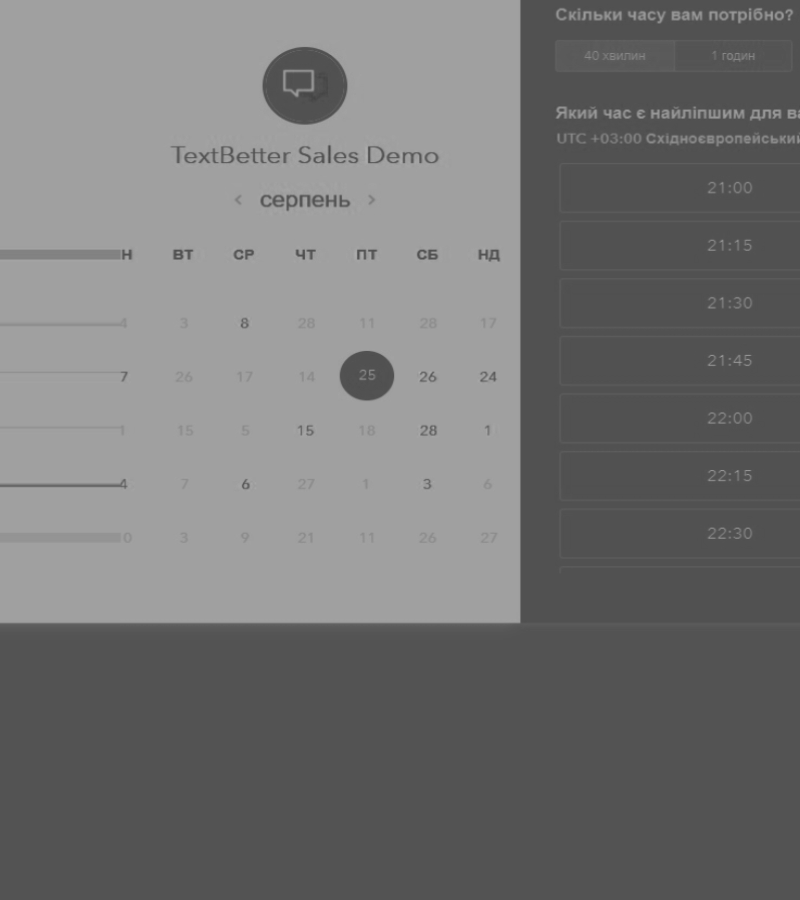 TextBetter Sales Demo
серпень
Н ВТ СР ЧТ ПТ СБ НД
4 3 8 28 11 28 17
7 26 17 14 25 26 24
1 15 5 15 18 28 1
4 7 6 27 1 3 6
0 3 9 21 11 26 27
Скільки часу вам потрібно?
40 хвилин 1 годин
Який час є найліпшим для ва
UTC +03:00 Східноєвропейський
21:00
21:15
21:30
21:45
22:00
22:15
22:30